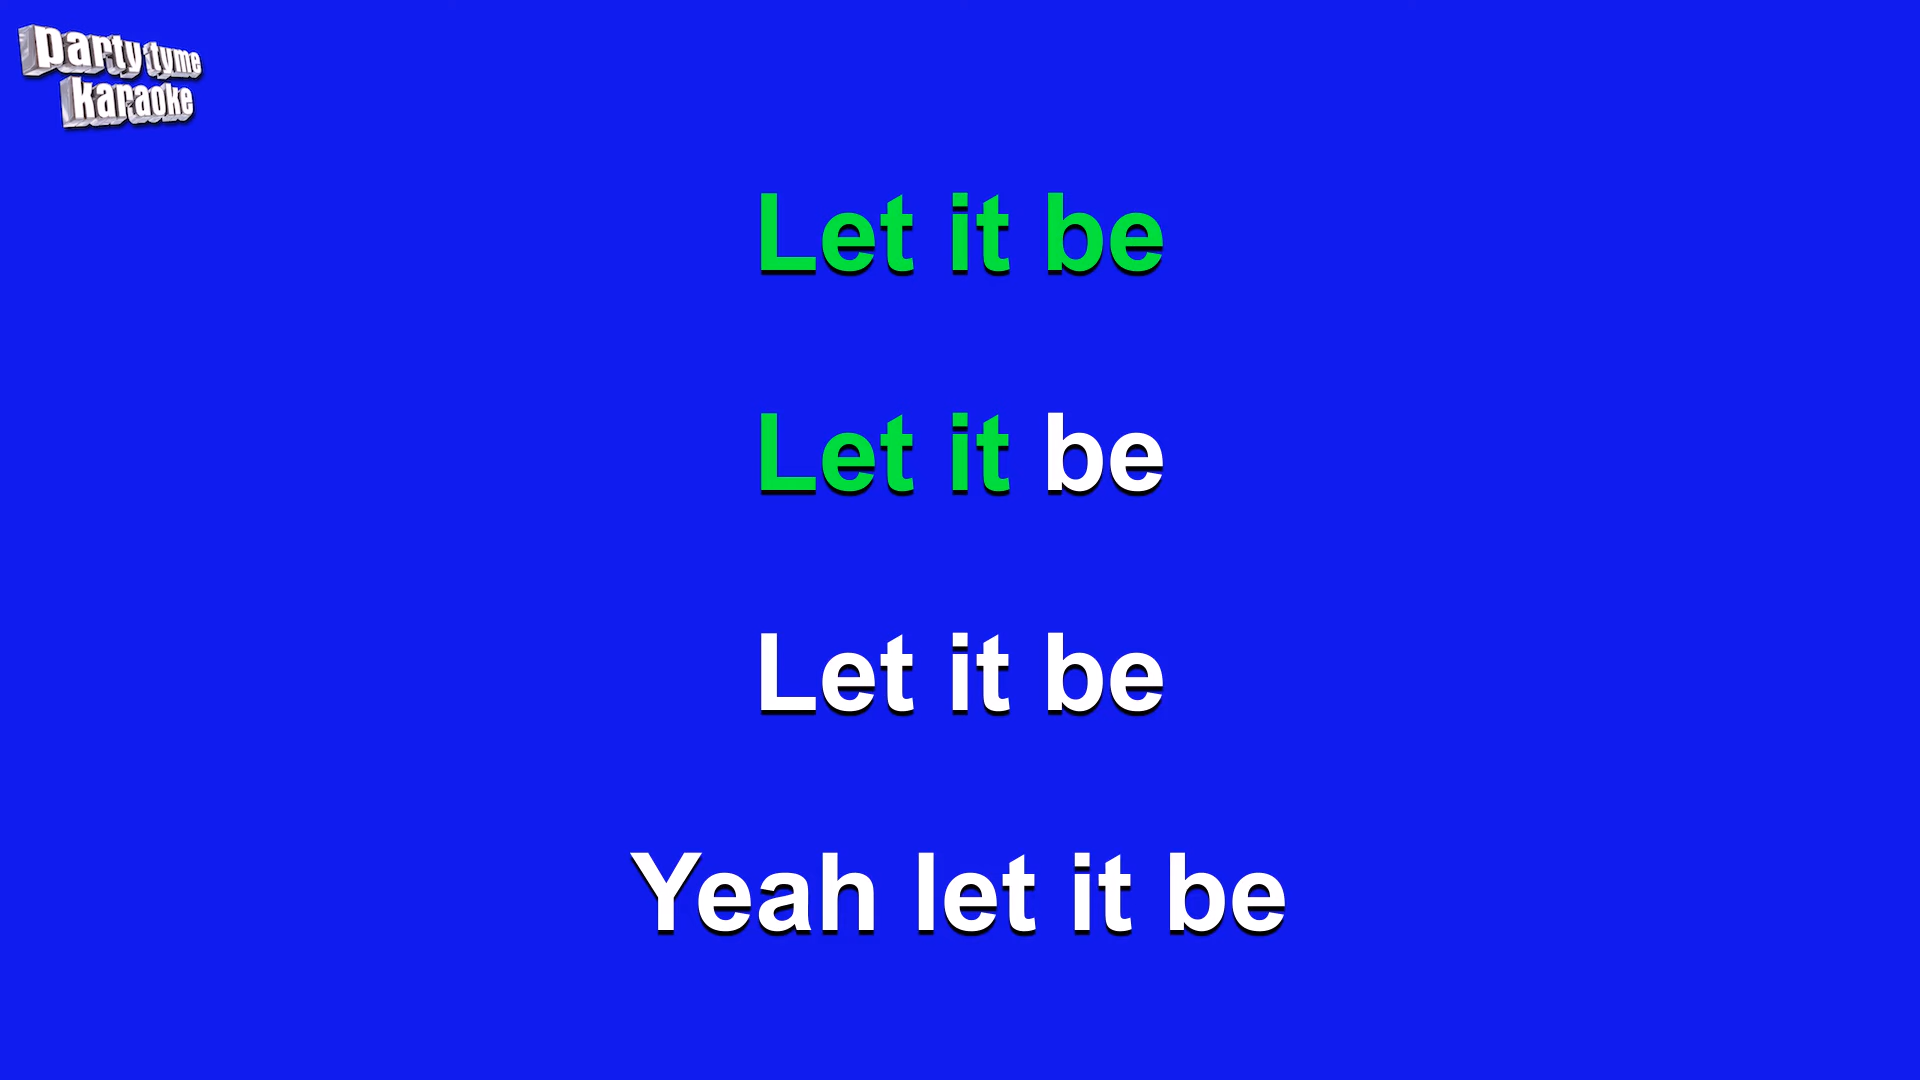 party tyme
karaoke
Let it be
Let it be
Let it be
Yeah let it be